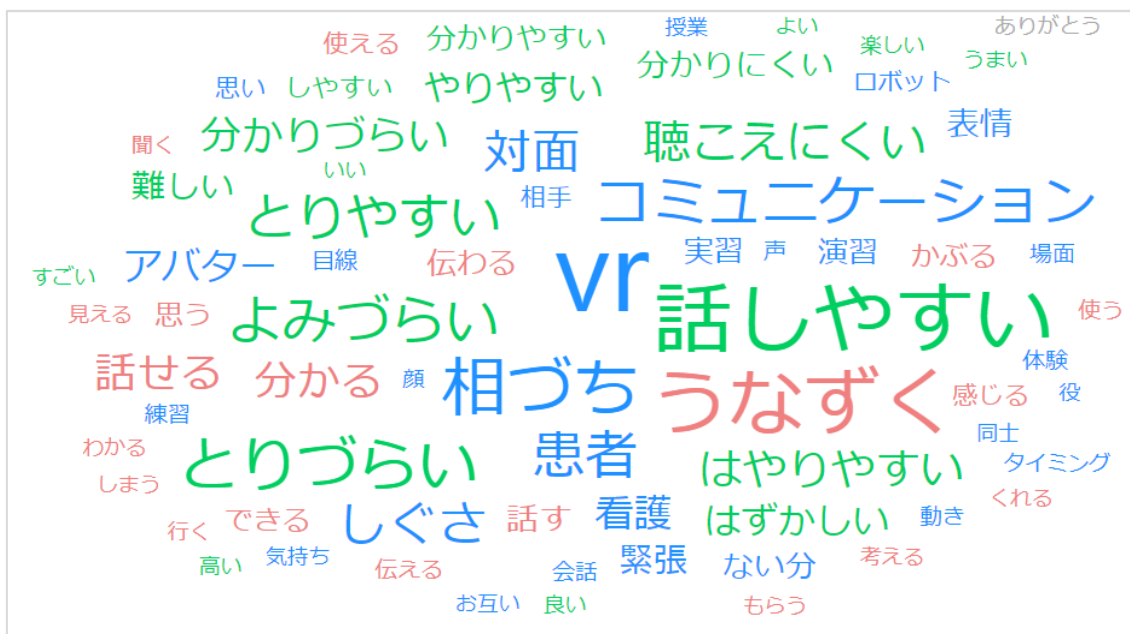 使える 分かりやすい 授業 よい ありがとう
楽しい うまい
思い しやすい やりやすい 分かりにくい ロボット
聞く 分かりづらい 対面 聴こえにくい 表情
難しい いい 相手 コミュニケーション
とりやすい
すごい アバター 目線 伝わる vr 実習 声 演習 かぶる 場面
見える 思う よみづらい 話しやすい 使う
話せる 分かる 顔 相づち うなずく 感じる 体験 役
練習 同士
わかる とりづらい 患者 はやりやすい タイミング
しまう くれる
行く できる しぐさ 話す 看護 はずかしい 動き
高い 気持ち 伝える 会話 緊張 ない分 考える
お互い 良い もらう